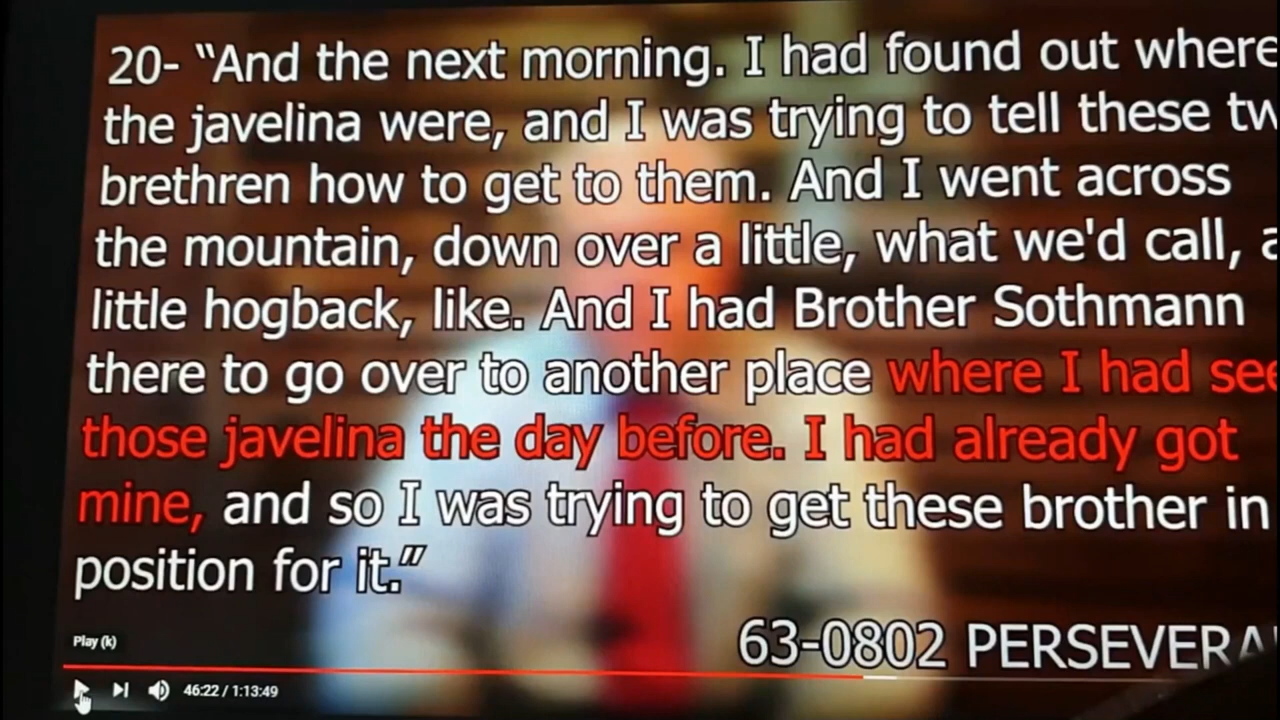 20- “And the next morning. I had found out where
the javelina were, and I was trying to tell these tw
brethren how to get to them. And I went across
the mountain, down over a little, what we'd call, a
little hogback, like. And I had Brother Sothmann
there to go over to another place where I had see
those javelina the day before. I had already got
mine, and so I was trying to get these brother in
position for it.”
63-0802 PERSEVERA
Play (k)
46:22 / 1:13:49